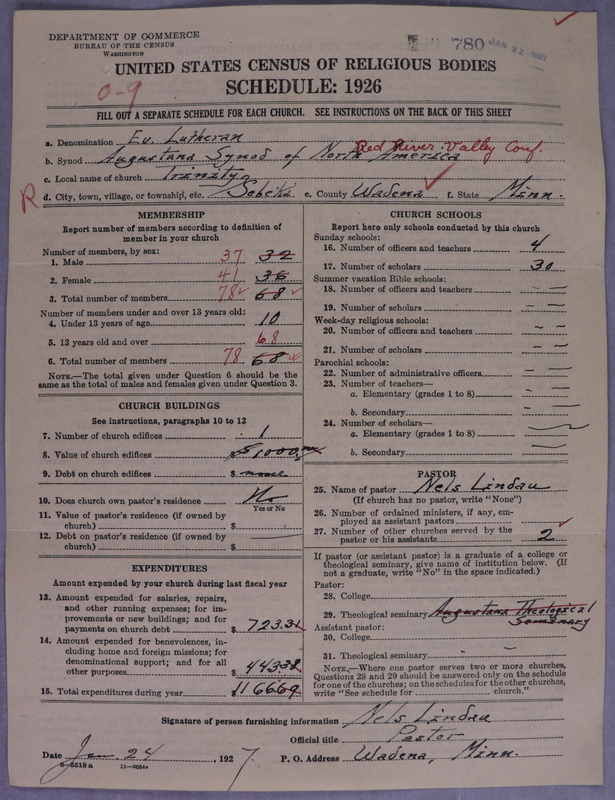 DEPARTMENT OF COMMERCE
BUREAU OF THE CENSUS
WASHINGTON
780 JAN 22 1927
UNITED STATES CENSUS OF RELIGIOUS BODIES
SCHEDULE: 1926
0-9
FILL OUT A SEPARATE SCHEDULE FOR EACH CHURCH. SEE INSTRUCTIONS ON THE BACK OF THIS SHEET
a. Denomination Ev. Lutheran
b. Synod Augustana Synod of North America Red River Valley Conf.
c. Local name of church Trinity
R d. City, town, village, or township, etc. Sebeka e. County Wadena f. State Minn.
MEMBERSHIP
Report number of members according to definition of
member in your church
Number of members, by sex:
1. Male 37 32
2. Female 41 36
3. Total number of members 78 68
Number of members under and over 13 years old:
4. Under 13 years of age 10
5. 13 years old and over 68
6. Total number of members 78 68
NOTE.—The total given under Question 6 should be the
same as the total of males and females given under Question 3.
CHURCH BUILDINGS
See instructions, paragraphs 10 to 12
7. Number of church edifices 1
8. Value of church edifices $ 1000.00
9. Debt on church edifices $ none
10. Does church own pastor's residence No
Yes or No
11. Value of pastor's residence (if owned by
church) $
12. Debt on pastor's residence (if owned by
church) $
EXPENDITURES
Amount expended by your church during last fiscal year
13. Amount expended for salaries, repairs,
and other running expenses; for im-
provements or new buildings; and for
payments on church debt $ 723.31
14. Amount expended for benevolences, in-
cluding home and foreign missions; for
denominational support; and for all
other purposes $ 443.38
15. Total expenditures during year $1166.69
CHURCH SCHOOLS
Report here only schools conducted by this church
Sunday schools:
16. Number of officers and teachers 4
17. Number of scholars 30
Summer vacation Bible schools:
18. Number of officers and teachers - -
19. Number of scholars - -
Week-day religious schools:
20. Number of officers and teachers - -
21. Number of scholars - -
Parochial schools:
22. Number of administrative officers - -
23. Number of teachers—
a. Elementary (grades 1 to 8) - -
b. Secondary - -
24. Number of scholars—
a. Elementary (grades 1 to 8)
b. Secondary
PASTOR
25. Name of pastor Nels Lindau
(If church has no pastor, write "None")
26. Number of ordained ministers, if any, em-
ployed as assistant pastors
27. Number of other churches served by the
pastor or his assistants 2
If pastor (or assistant pastor) is a graduate of a college or
theological seminary, give name of institution below. (If
not a graduate, write "No" in the space indicated.)
Pastor:
28. College
29. Theological seminary Augustana Theological
Seminary
Assistant pastor:
30. College
31. Theological seminary - -
NOTE.—Where one pastor serves two or more churches,
Questions 28 and 29 should be answered only on the schedule
for one of the churches; on the schedules for the other churches,
write "See schedule for church."
Signature of person furnishing information Nels Lindau
Official title Pastor
Date Jan. 24, 1927. P. O. Address Wadena, Minn.
S-5518a 11-9084a